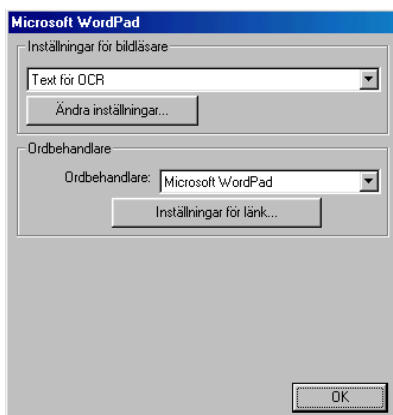 Microsoft WordPad
Inställningar för bildläsare
Text för OCR
Ändra inställningar...
Ordbehandlare
Ordbehandlare: Microsoft WordPad
Inställningar för länk...
OK